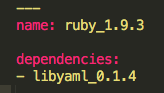 ---
name: ruby_1.9.3
dependencies:
- libyaml_0.1.4